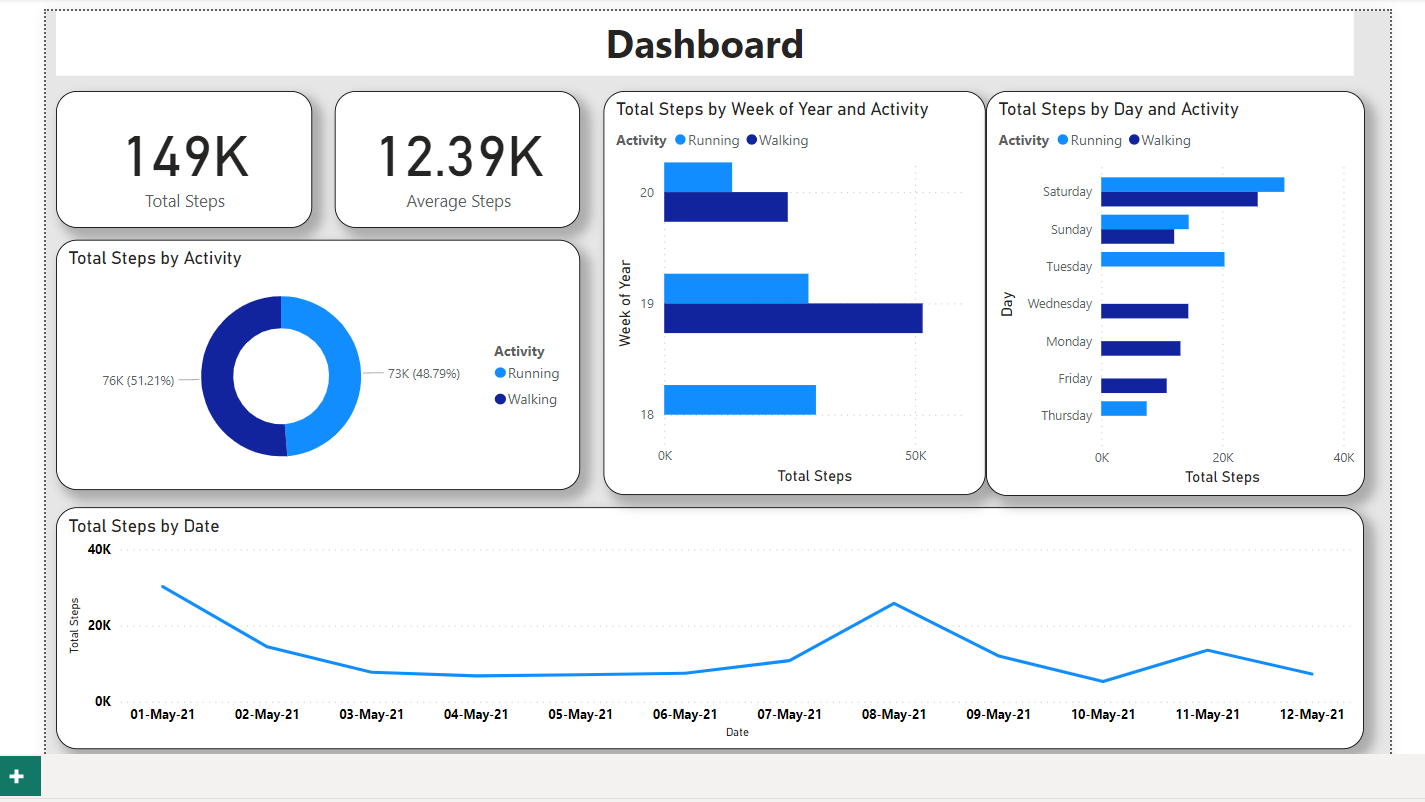 Dashboard
149K
Total Steps
12.39K
Average Steps
Total Steps by Activity
76K (51.21%)
73K (48.79%)
Activity
Running
Walking
Total Steps by Week of Year and Activity
Activity Running Walking
Week of Year
20
19
18
0K 50K
Total Steps
Total Steps by Day and Activity
Activity Running Walking
Day
Saturday
Sunday
Tuesday
Wednesday
Monday
Friday
Thursday
0K 20K 40K
Total Steps
Total Steps by Date
Total Steps
40K
20K
0K
01-May-21 02-May-21 03-May-21 04-May-21 05-May-21 06-May-21 07-May-21 08-May-21 09-May-21 10-May-21 11-May-21 12-May-21
Date